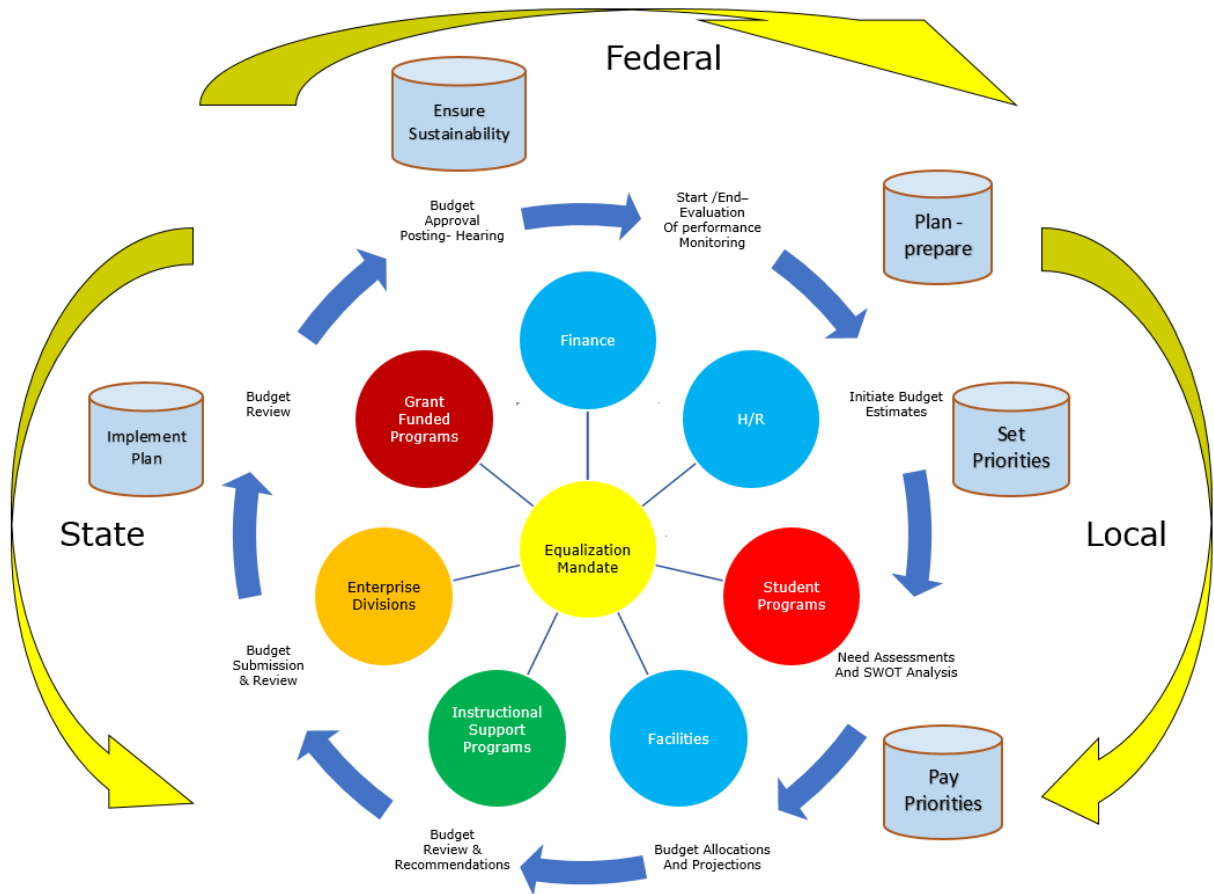 Federal
Ensure
Sustainability
Budget
Approval
Posting- Hearing
Start /End–
Evaluation
Of performance
Monitoring
Plan -
prepare
Finance
Grant
Funded
Programs
H/R
Budget
Review
Initiate Budget
Estimates
Implement
Plan
Set
Priorities
State
Local
Equalization
Mandate
Enterprise
Divisions
Student
Programs
Budget
Submission
& Review
Need Assessments
And SWOT Analysis
Instructional
Support
Programs
Facilities
Pay
Priorities
Budget
Review &
Recommendations
Budget Allocations
And Projections